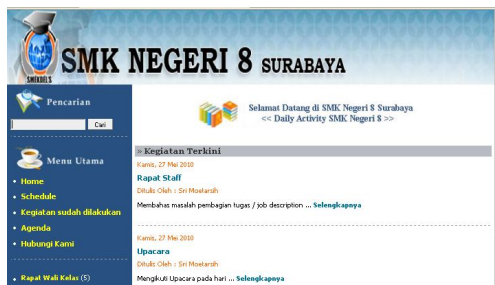 SMK NEGERI 8 SURABAYA
SMEKDEL'S
Pencarian
Cari
Menu Utama
• Home
• Schedule
• Kegiatan sudah dilakukan
• Agenda
• Hubungi Kami
• Rapat Wali Kelas (5)
Selamat Datang di SMK Negeri 8 Surabaya
<< Daily Activity SMK Negeri 8 >>
» Kegiatan Terkini
Kamis, 27 Mei 2010
Rapat Staff
Ditulis Oleh : Sri Moetarsih
Membahas masalah pembagian tugas / job description ... Selengkapnya
Kamis, 27 Mei 2010
Upacara
Ditulis Oleh : Sri Moetarsih
Mengikuti Upacara pada hari ... Selengkapnya